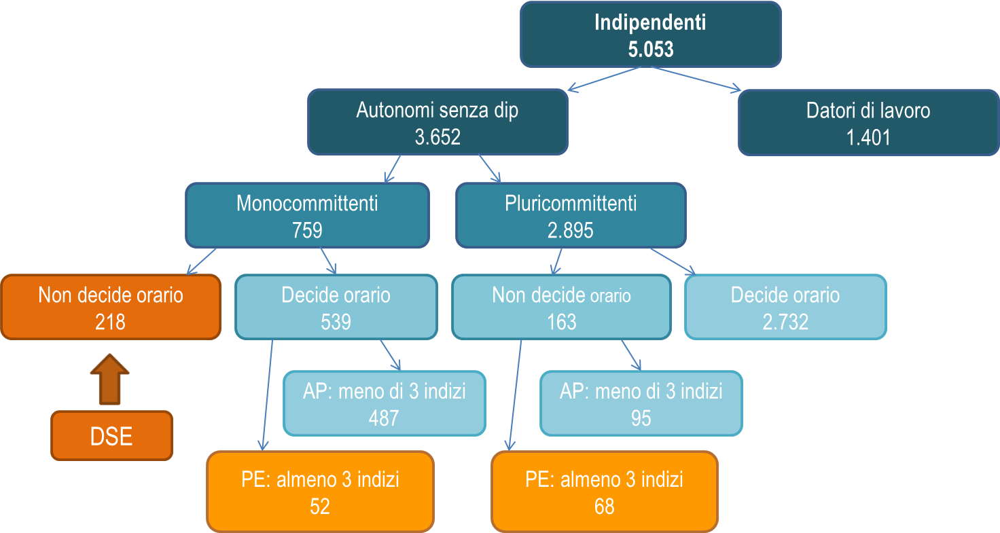 Indipendenti
5.053
Autonomi senza dip
3.652
Datori di lavoro
1.401
Monocommittenti
759
Pluricommittenti
2.895
Non decide orario
218
Decide orario
539
Non decide orario
163
Decide orario
2.732
AP: meno di 3 indizi
487
AP: meno di 3 indizi
95
DSE
PE: almeno 3 indizi
52
PE: almeno 3 indizi
68